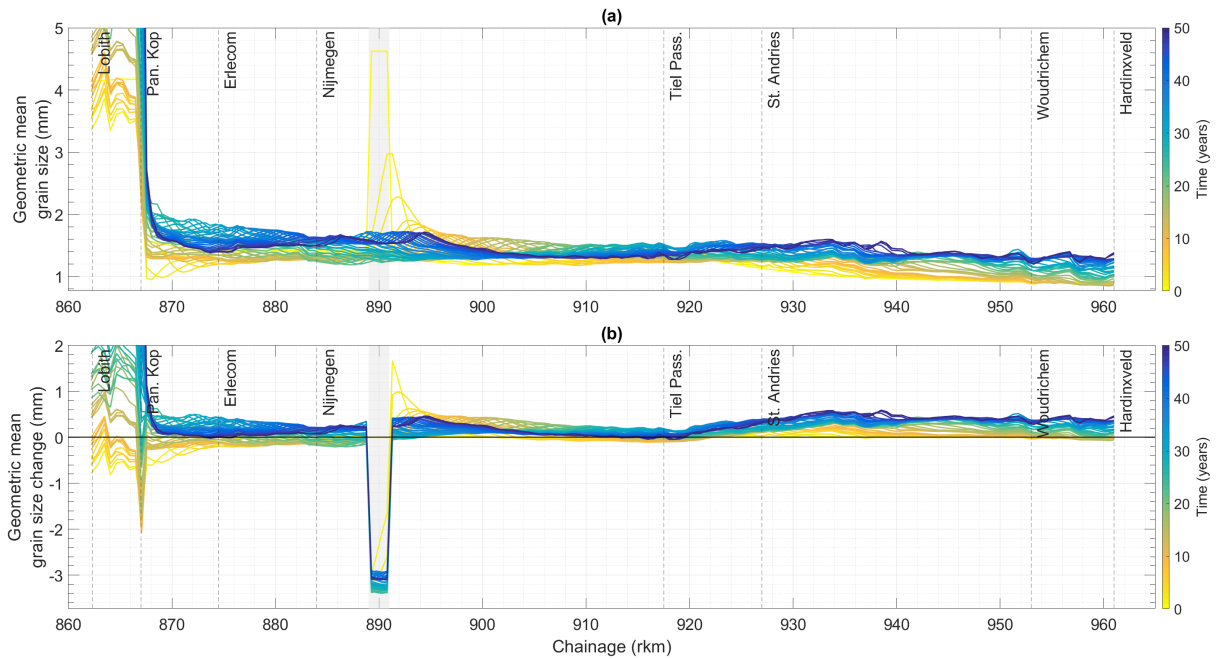 (a)
Geometric mean
grain size (mm)
5
4
3
2
1
Lobith
Pan. Kop
Erlecom
Nijmegen
Tiel Pass.
St. Andries
Woudrichem
Hardinxveld
860 870 880 890 900 910 920 930 940 950 960
50
40
30
20
10
0
Time (years)
(b)
Geometric mean
grain size change (mm)
2
1
0
-1
-2
-3
Lobith
Pan. Kop
Erlecom
Nijmegen
Tiel Pass.
St. Andries
Woudrichem
Hardinxveld
860 870 880 890 900 910 920 930 940 950 960
Chainage (rkm)
50
40
30
20
10
0
Time (years)